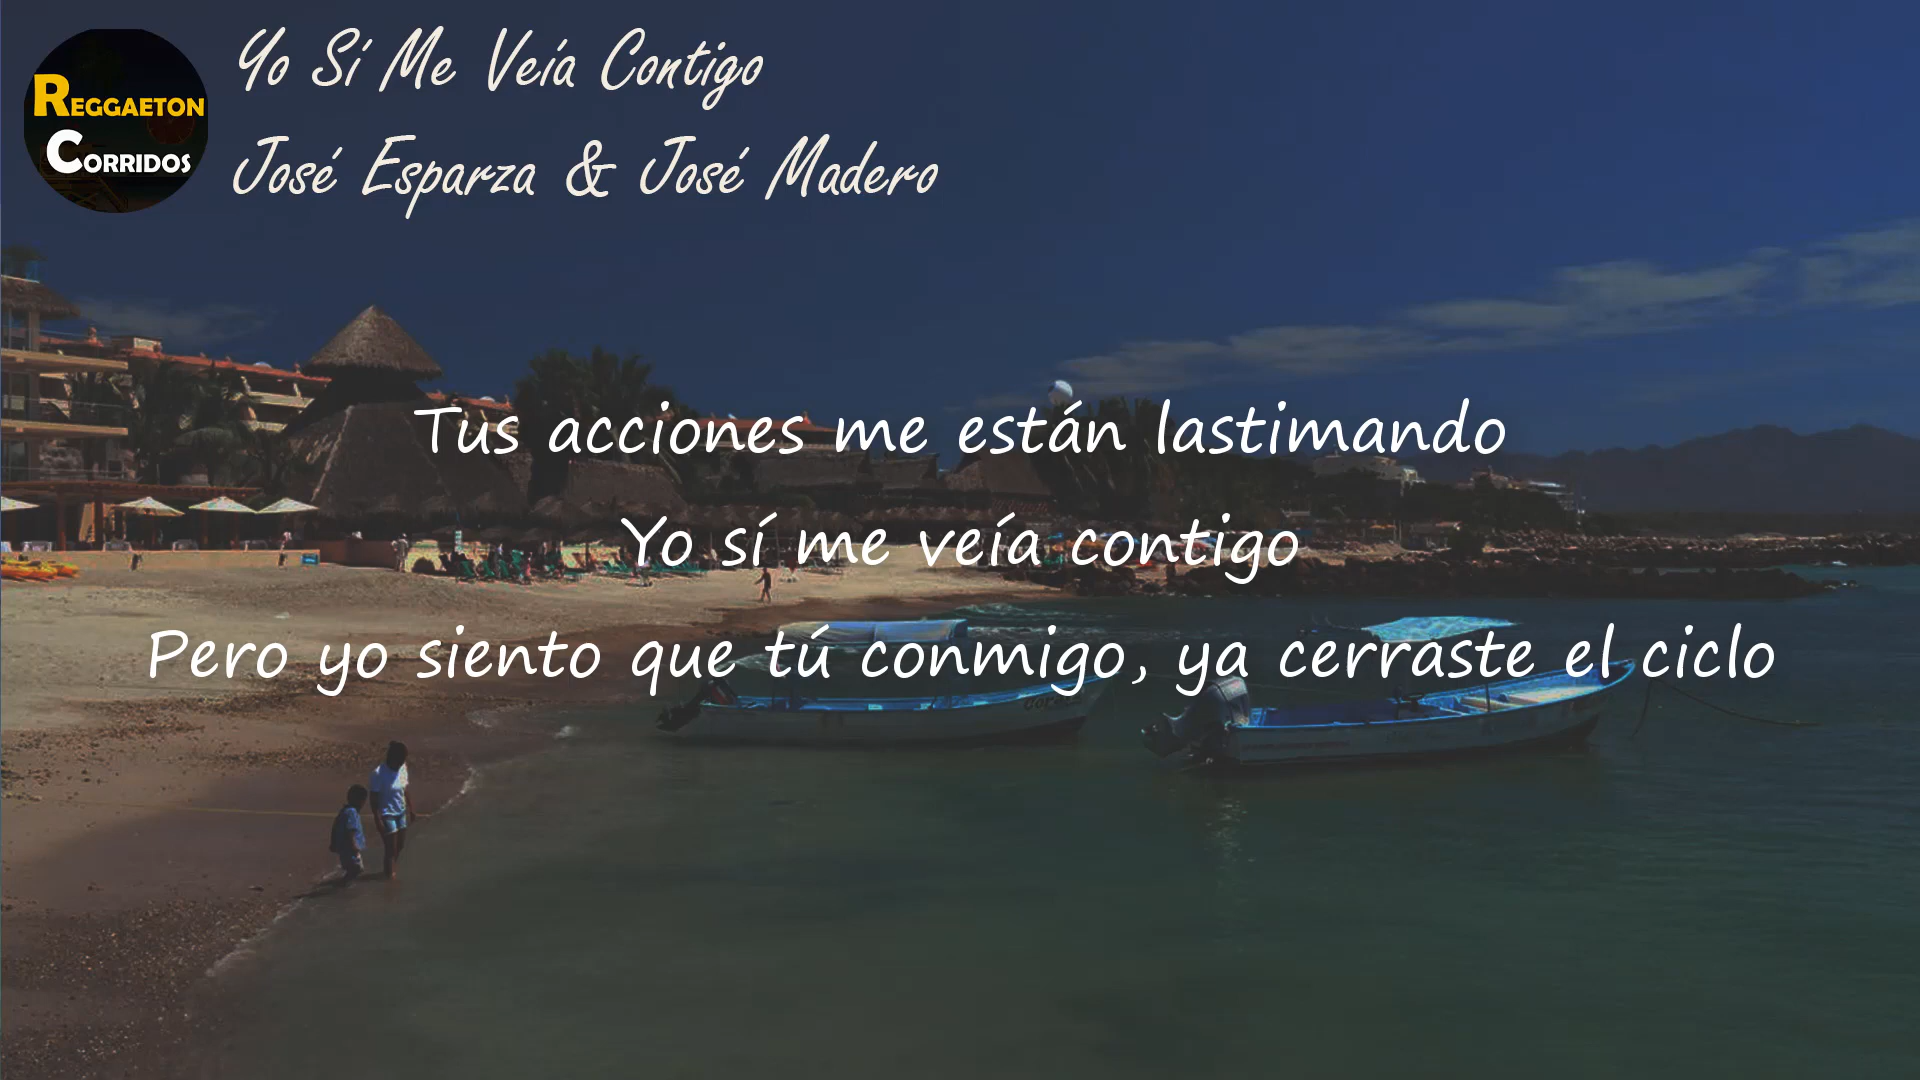 Yo Sí Me Veía Contigo
José Esparza & José Madero
REGGAETON
CORRIDOS
Tus acciones me están lastimando
Yo sí me veía contigo
Pero yo siento que tú conmigo, ya cerraste el ciclo